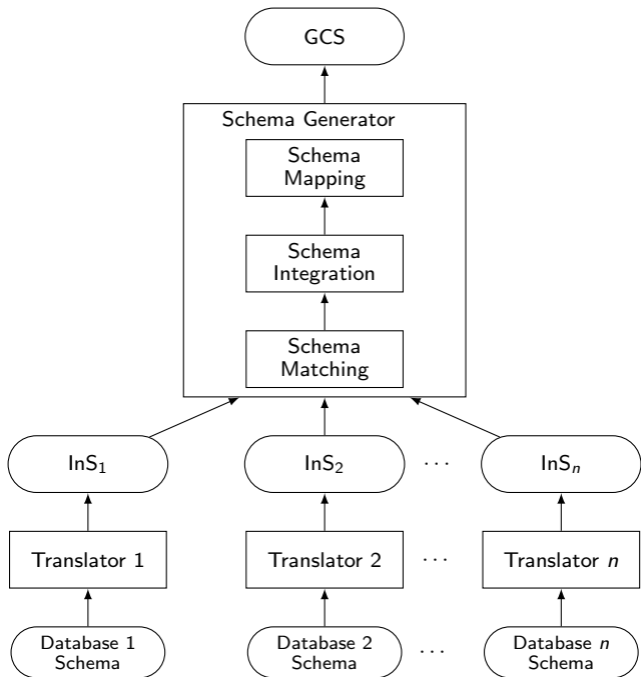 GCS
Schema Generator
Schema
Mapping
Schema
Integration
Schema
Matching
InS₁
InS₂
···
InSₙ
Translator 1
Translator 2
···
Translator n
Database 1
Schema
Database 2
Schema
···
Database n
Schema